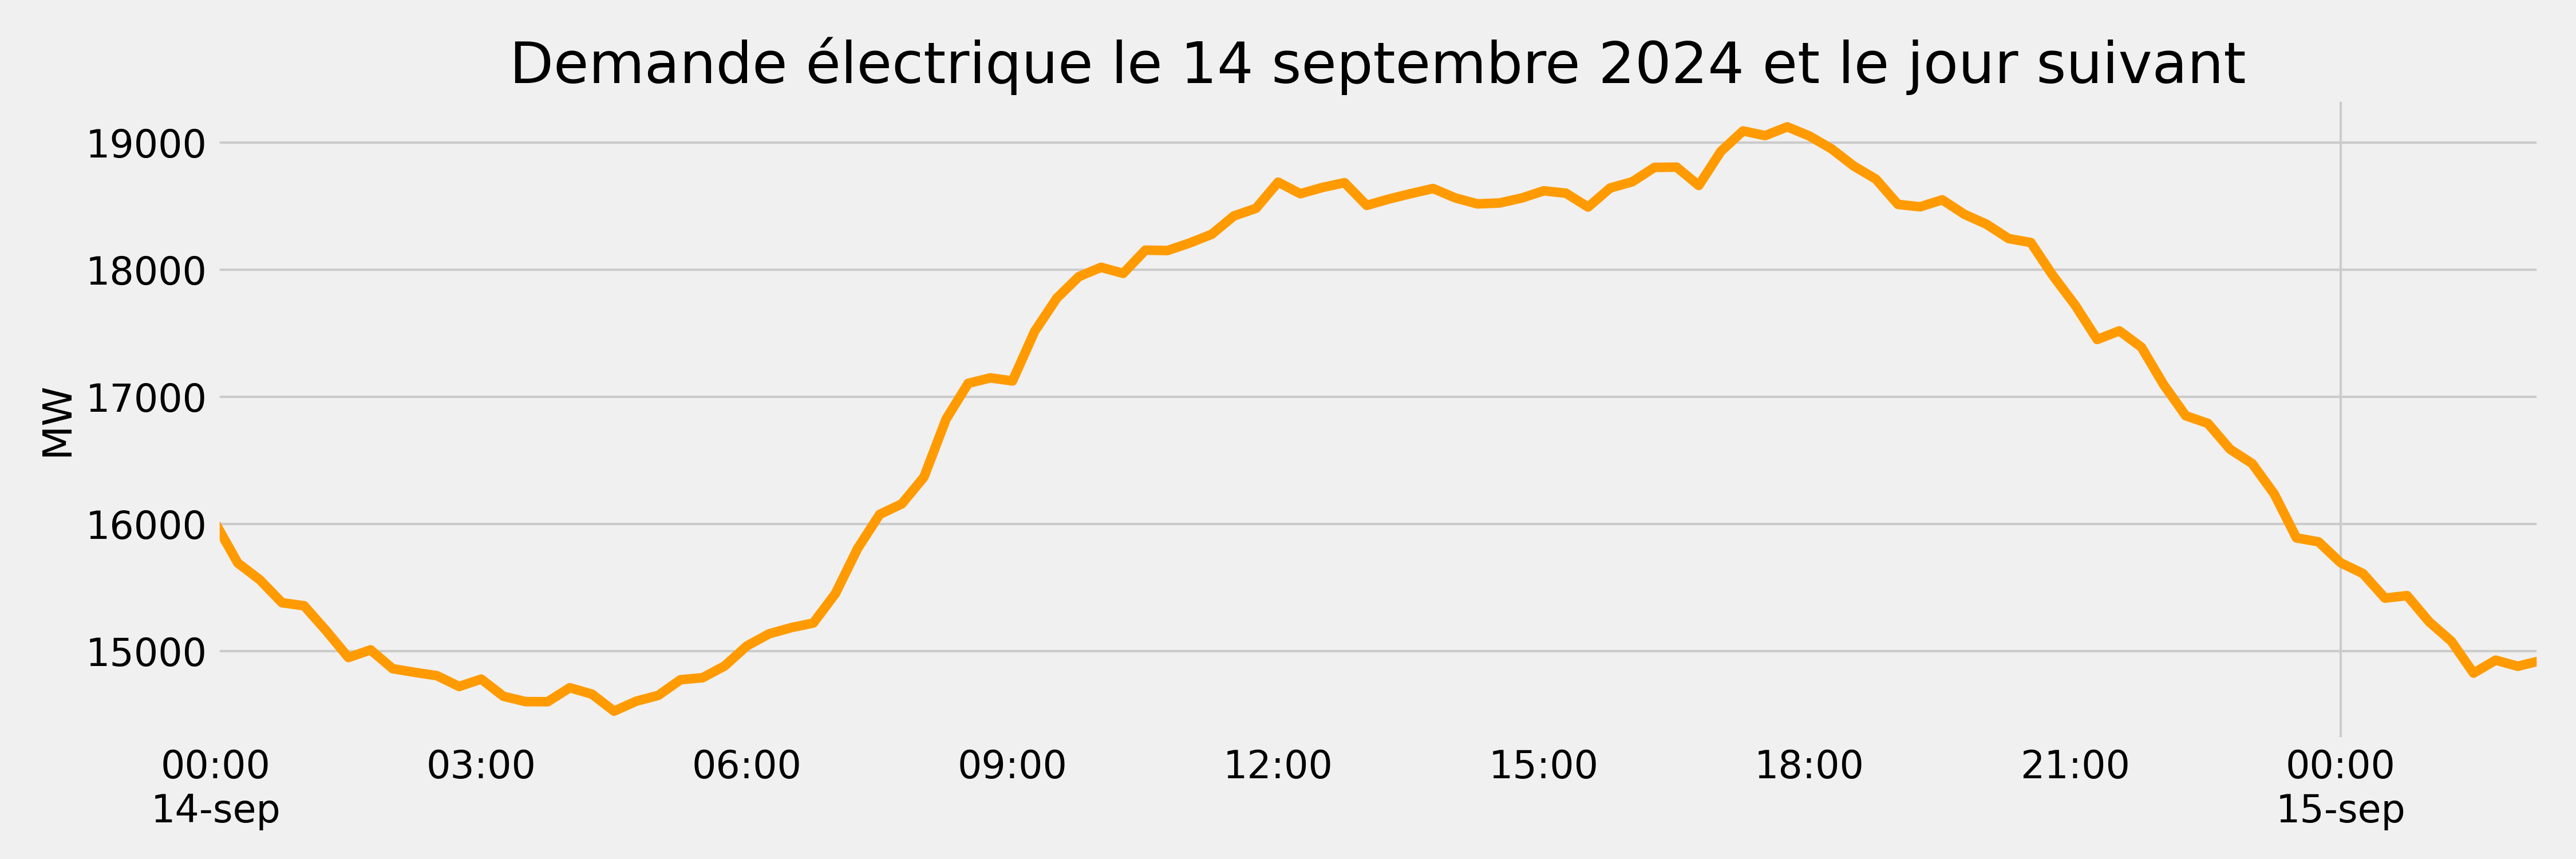 Demande électrique le 14 septembre 2024 et le jour suivant
MW
19000
18000
17000
16000
15000
00:00 03:00 06:00 09:00 12:00 15:00 18:00 21:00 00:00
14-sep 15-sep